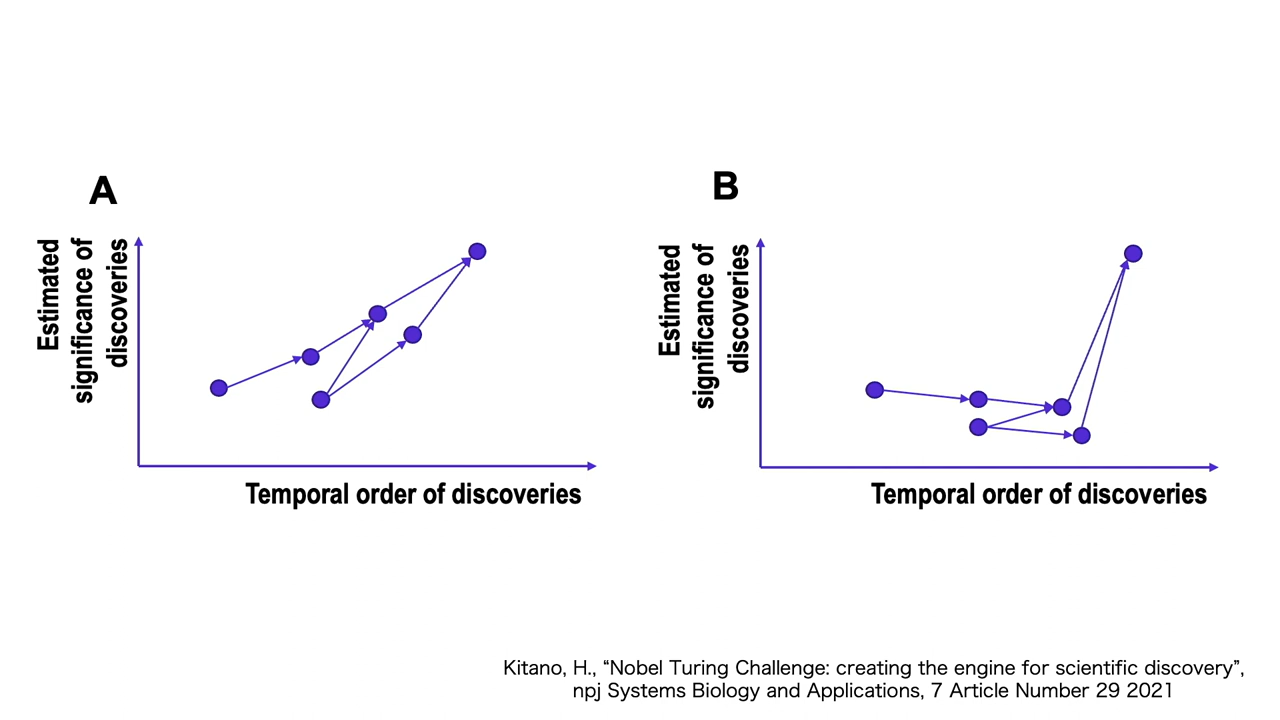 A
Estimated
significance of
discoveries
Temporal order of discoveries
B
Estimated
significance of
discoveries
Temporal order of discoveries
Kitano, H., “Nobel Turing Challenge: creating the engine for scientific discovery”,
npj Systems Biology and Applications, 7 Article Number 29 2021